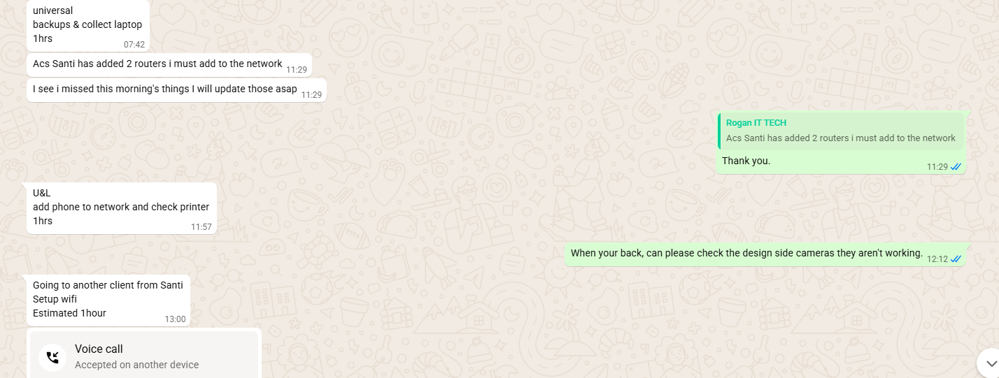 universal
backups & collect laptop
1hrs
07:42
Acs Santi has added 2 routers i must add to the network
11:29
I see i missed this morning's things I will update those asap
11:29
Rogan IT TECH
Acs Santi has added 2 routers i must add to the network
Thank you.
11:29
U&L
add phone to network and check printer
1hrs
11:57
When your back, can please check the design side cameras they aren't working.
12:12
Going to another client from Santi
Setup wifi
Estimated 1hour
13:00
Voice call
Accepted on another device